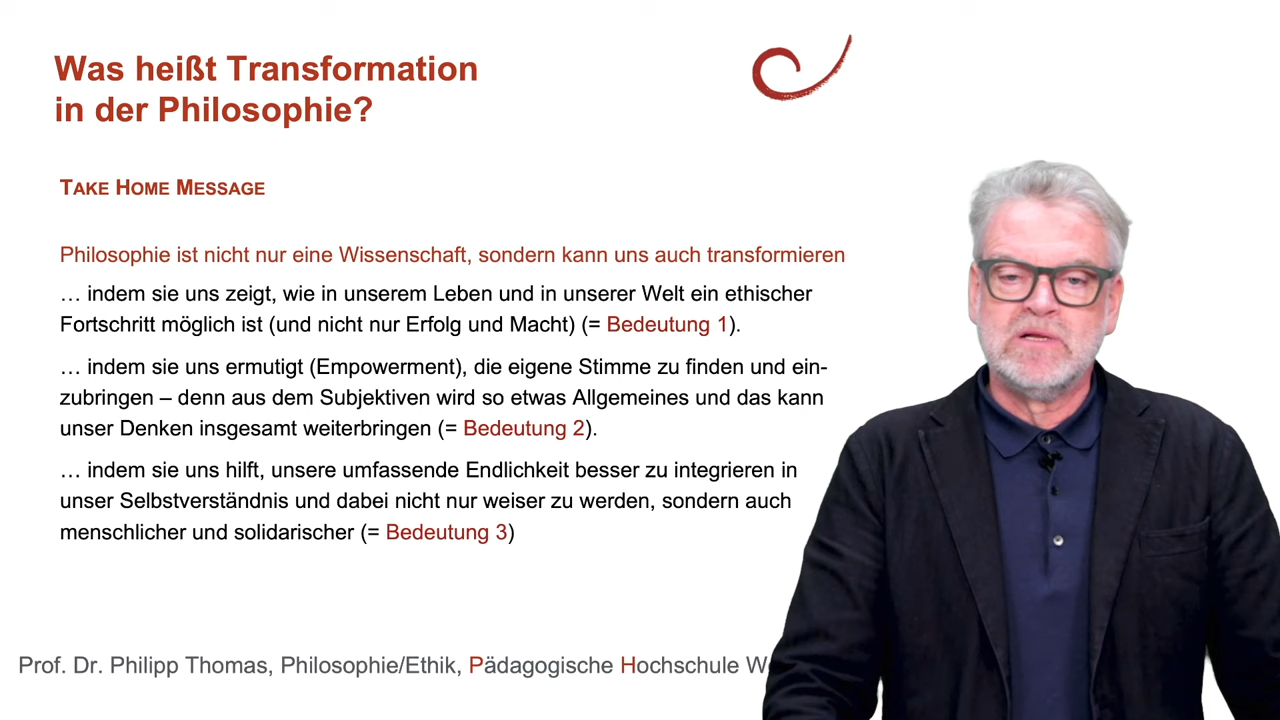 Was heißt Transformation
in der Philosophie?
TAKE HOME MESSAGE
Philosophie ist nicht nur eine Wissenschaft, sondern kann uns auch transformieren
… indem sie uns zeigt, wie in unserem Leben und in unserer Welt ein ethischer
Fortschritt möglich ist (und nicht nur Erfolg und Macht) (= Bedeutung 1).
… indem sie uns ermutigt (Empowerment), die eigene Stimme zu finden und ein-
zubringen – denn aus dem Subjektiven wird so etwas Allgemeines und das kann
unser Denken insgesamt weiterbringen (= Bedeutung 2).
… indem sie uns hilft, unsere umfassende Endlichkeit besser zu integrieren in
unser Selbstverständnis und dabei nicht nur weiser zu werden, sondern auch
menschlicher und solidarischer (= Bedeutung 3)
Prof. Dr. Philipp Thomas, Philosophie/Ethik, Pädagogische Hochschule